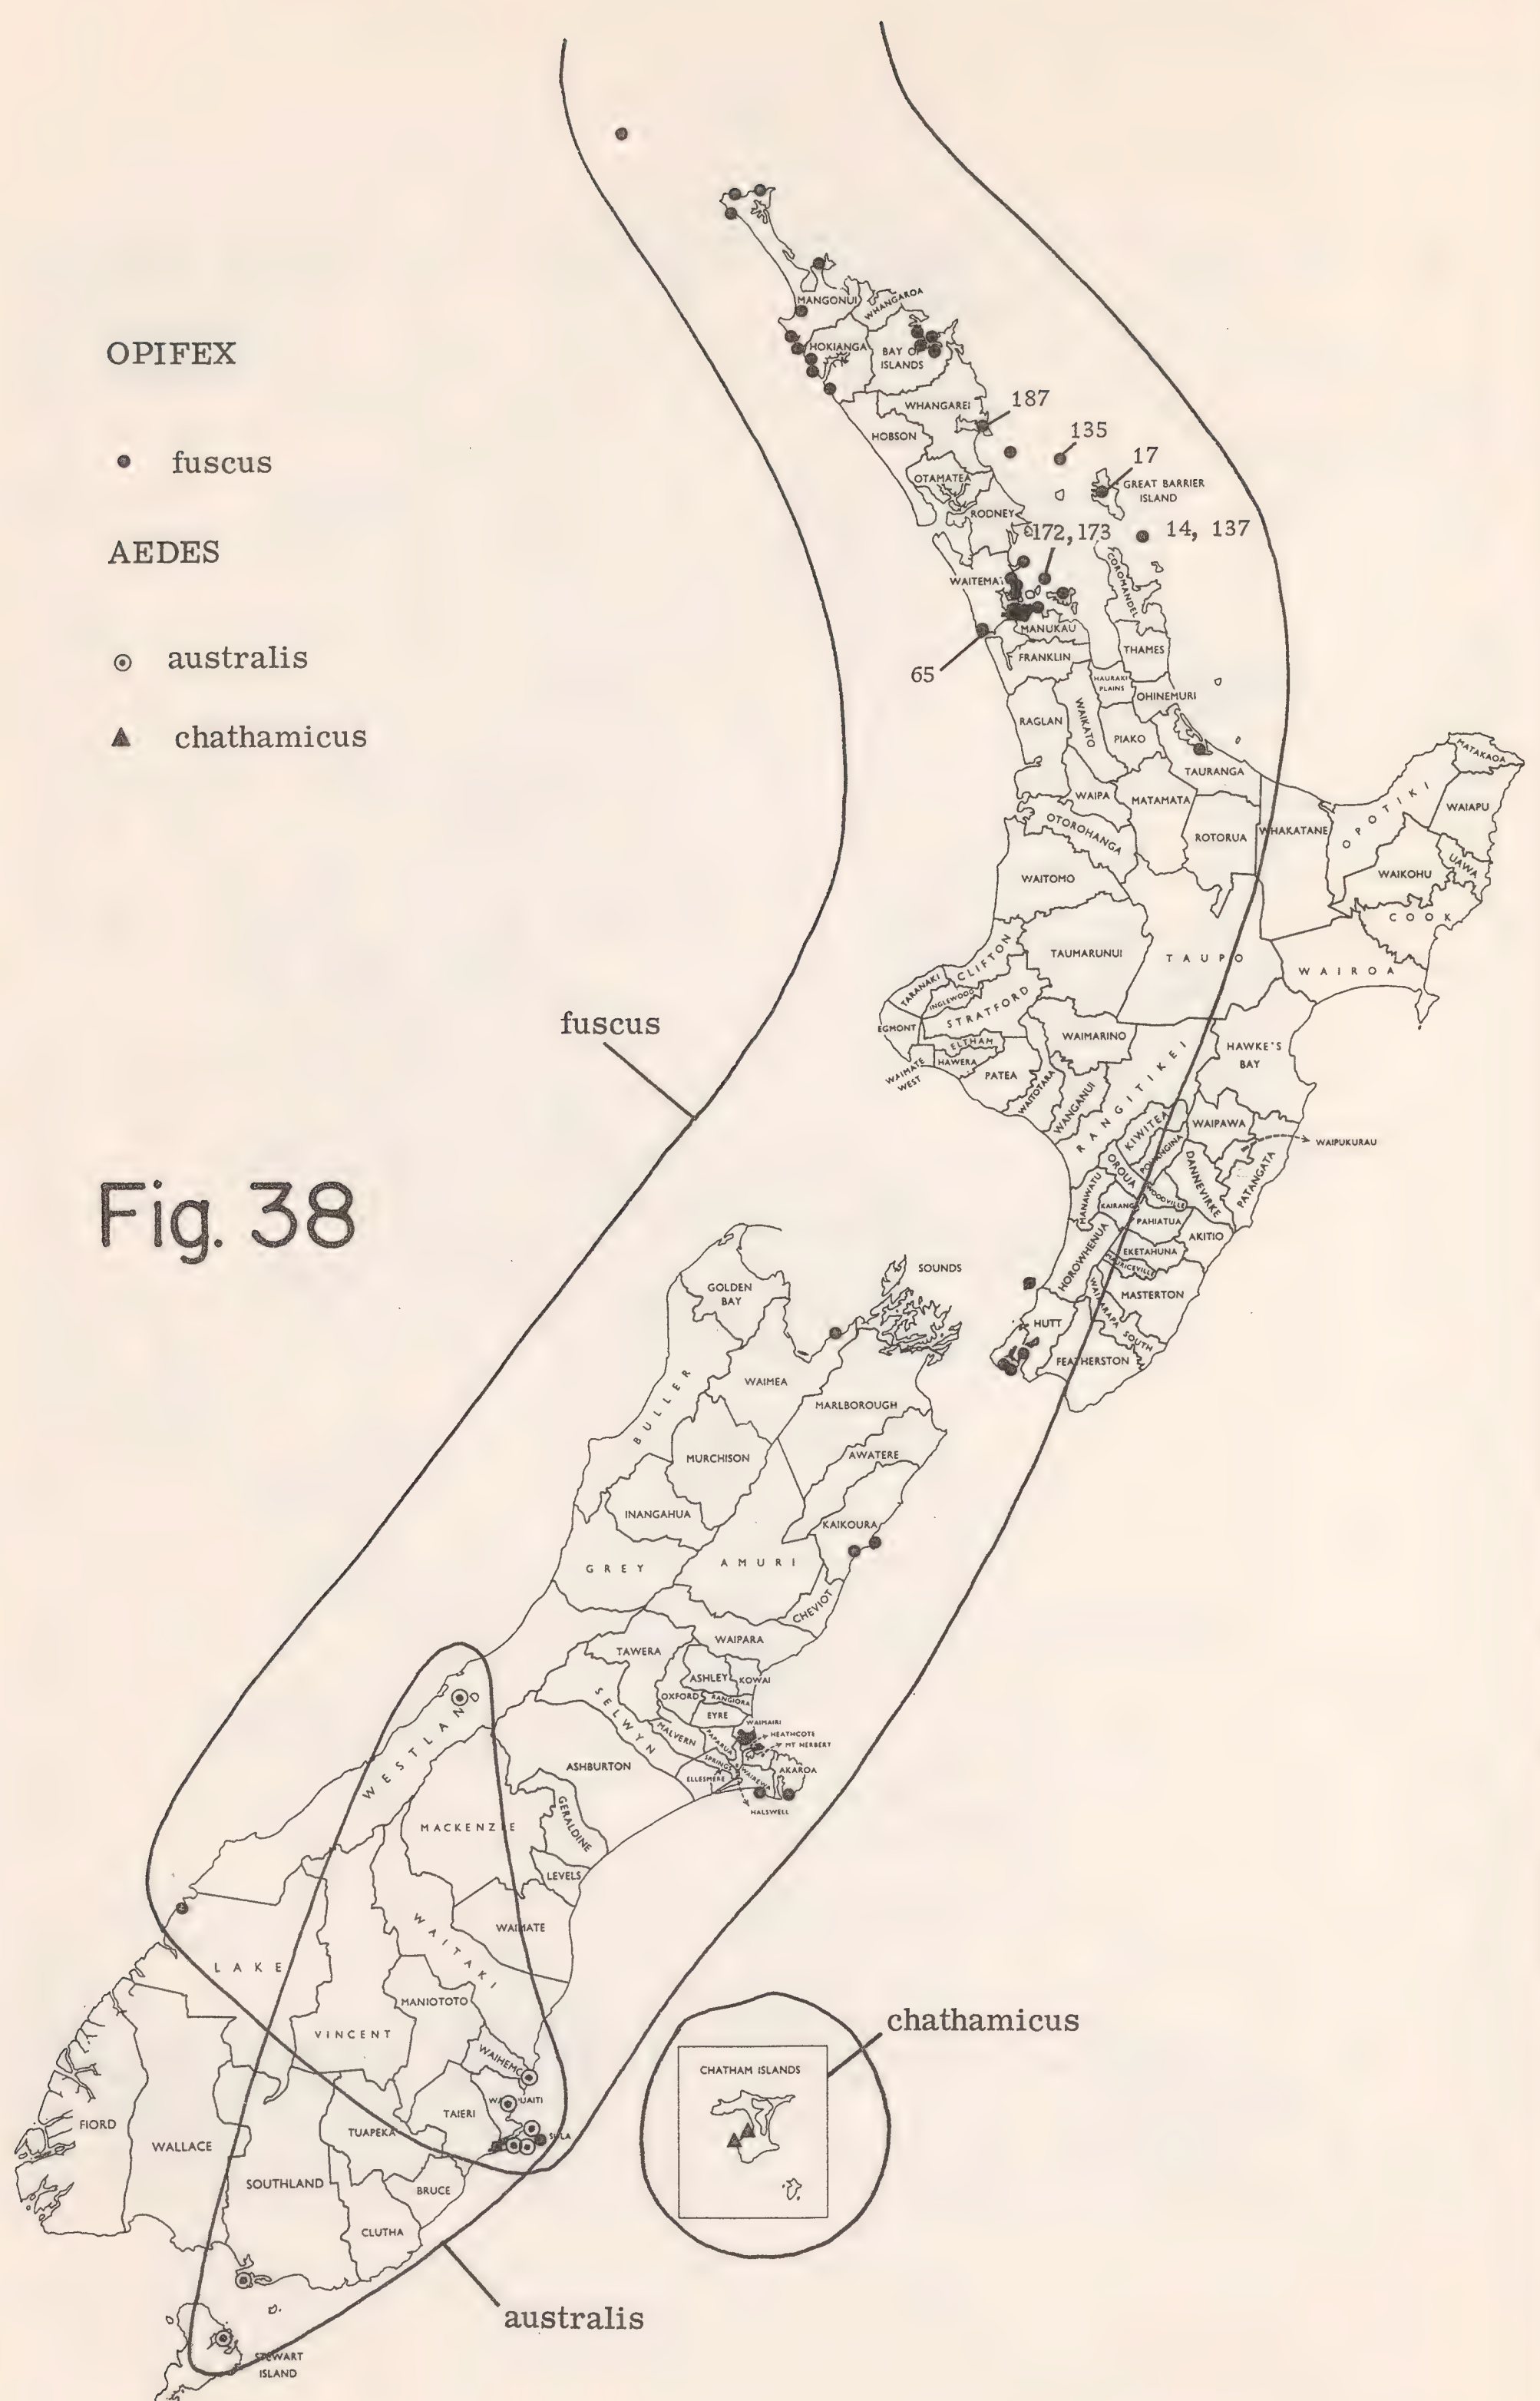 OPIFEX
fuscus
AEDES
australis
chathamicus
Fig. 38
MANGONUI
WHANGAROA
HOKIANGA
BAY OF
ISLANDS
WHANGAREI
187
HOBSON
135
17
OTAMATEA
GREAT BARRIER
ISLAND
RODNEY
172, 173
14, 137
WAITEMA
COROMANDEL
MANUKAU
65
FRANKLIN
THAMES
HAURAKI
PLAINS
OHINEMURI
RAGLAN
WAIKATO
PIAKO
TAURANGA
MATAKAOA
WAIPA
MATAMATA
OPOTIKI
WAIAPU
OTOROHANGA
ROTORUA
WHAKATANE
UAWA
WAITOMO
WAIKOHU
COOK
CLIFTON
TAUMARUNUI
TAUPO
WAIROA
TARANAKI
INGLEWOOD
STRATFORD
EGMONT
ELTHAM
WAIMARINO
HAWKE'S
BAY
fuscus
WAIMATE
WEST
HAWERA
PATEA
WAITOTARA
WANGANUI
RANGITIKEI
KIWITEA
POHANGINA
WAIPAWA
WAIPUKURAU
OROUA
DANNEVIRKE
PATANGATA
MANAWATU
KAIRANGA
WOODVILLE
PAHIATUA
AKITIO
HOROWHENUA
EKETAHUNA
MAURICEVILLE
MASTERTON
WAIRARAPA SOUTH
HUTT
FEATHERSTON
SOUNDS
GOLDEN
BAY
BULLER
WAIMEA
MARLBOROUGH
MURCHISON
AWATERE
INANGAHUA
KAIKOURA
GREY
AMURI
CHEVIOT
TAWERA
WAIPARA
ASHLEY
KOWAI
OXFORD
RANGIORA
EYRE
WAIMAIRI
SELWYN
MALVERN
PAPARUA
HEATHCOTE
MT HERBERT
SPRINGS
ELLESMERE
WAIREWA
AKAROA
HALSWELL
WESTLAND
ASHBURTON
MACKENZIE
GERALDINE
LEVELS
WAITAKI
WAIMATE
LAKE
MANIOTOTO
VINCENT
WAIHEMO
chathamicus
CHATHAM ISLANDS
FIORD
WALLACE
TUAPEKA
TAIERI
SOUTHLAND
BRUCE
CLUTHA
australis
STEWART
ISLAND